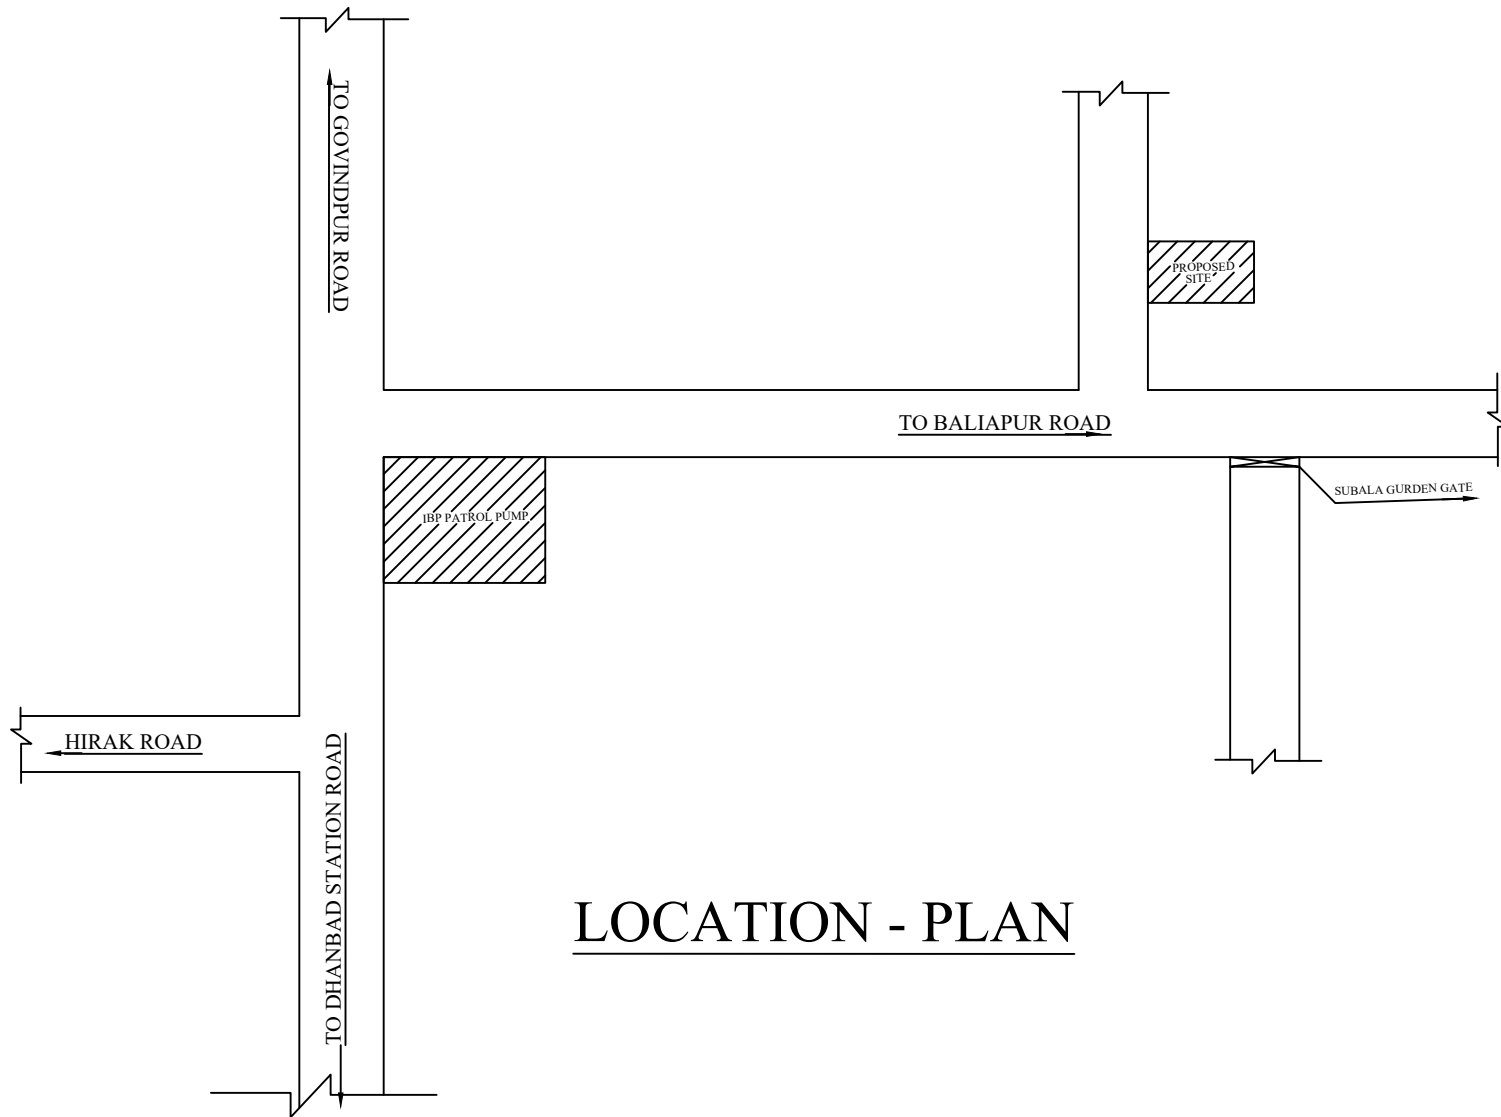 TO GOVINDPUR ROAD
PROPOSED
SITE
TO BALIAPUR ROAD
SUBALA GURDEN GATE
IBP PATROL PUMP
HIRAK ROAD
TO DHANBAD STATION ROAD
LOCATION - PLAN